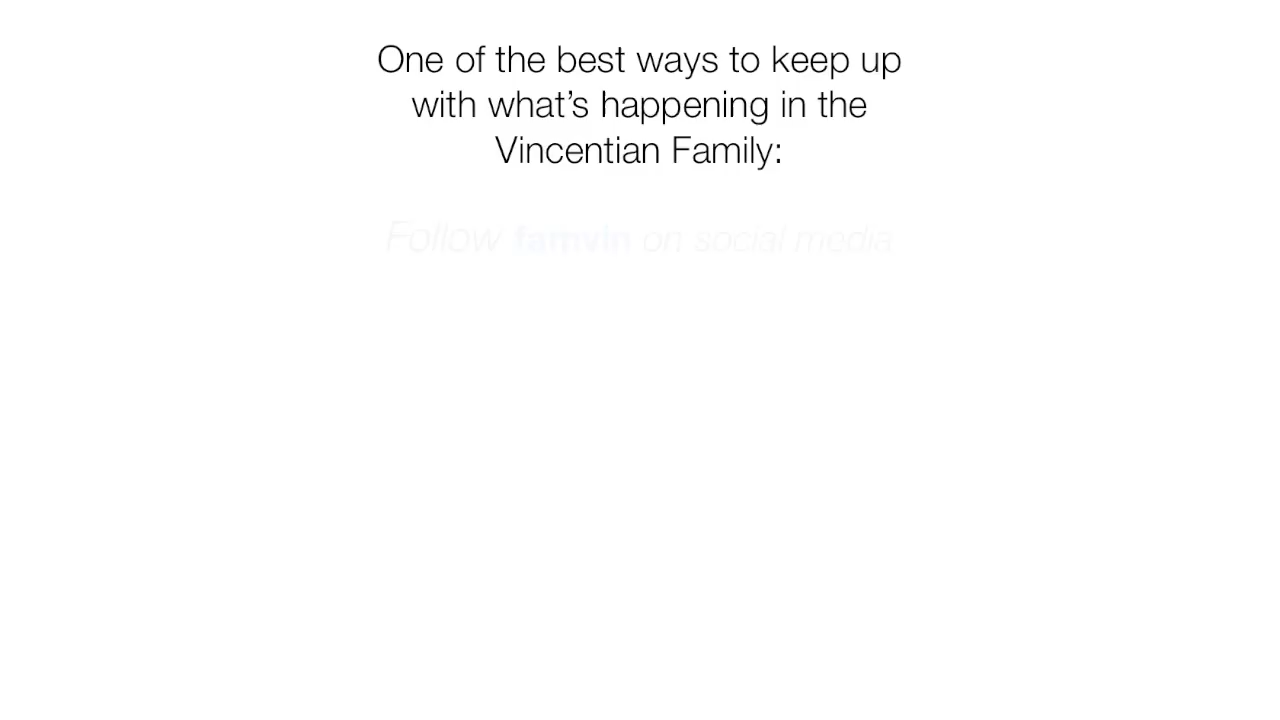 One of the best ways to keep up
with what’s happening in the
Vincentian Family:
Follow famvin on social media